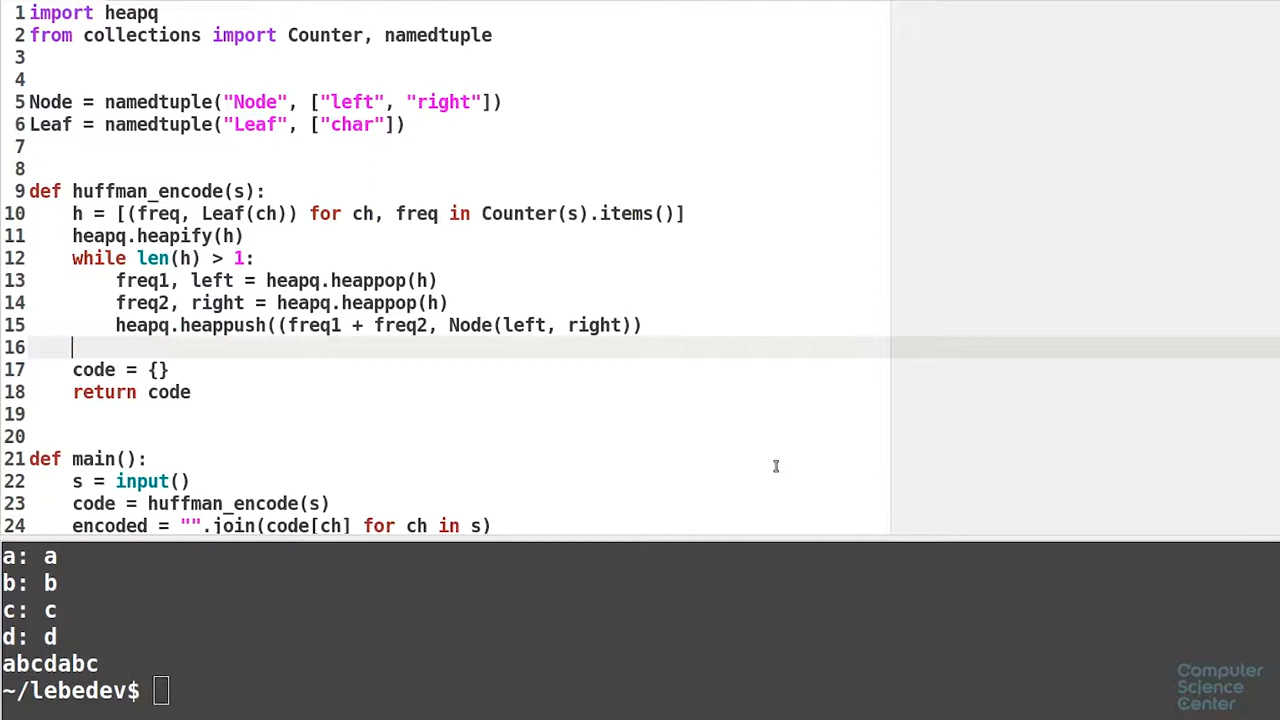 1 import heapq
2 from collections import Counter, namedtuple
3
4
5 Node = namedtuple("Node", ["left", "right"])
6 Leaf = namedtuple("Leaf", ["char"])
7
8
9 def huffman_encode(s):
10     h = [(freq, Leaf(ch)) for ch, freq in Counter(s).items()]
11     heapq.heapify(h)
12     while len(h) > 1:
13         freq1, left = heapq.heappop(h)
14         freq2, right = heapq.heappop(h)
15         heapq.heappush((freq1 + freq2, Node(left, right))
16
17     code = {}
18     return code
19
20
21 def main():
22     s = input()
23     code = huffman_encode(s)
24     encoded = "".join(code[ch] for ch in s)
a: a
b: b
c: c
d: d
abcdabc
~/lebedev$
Computer
Science
Center